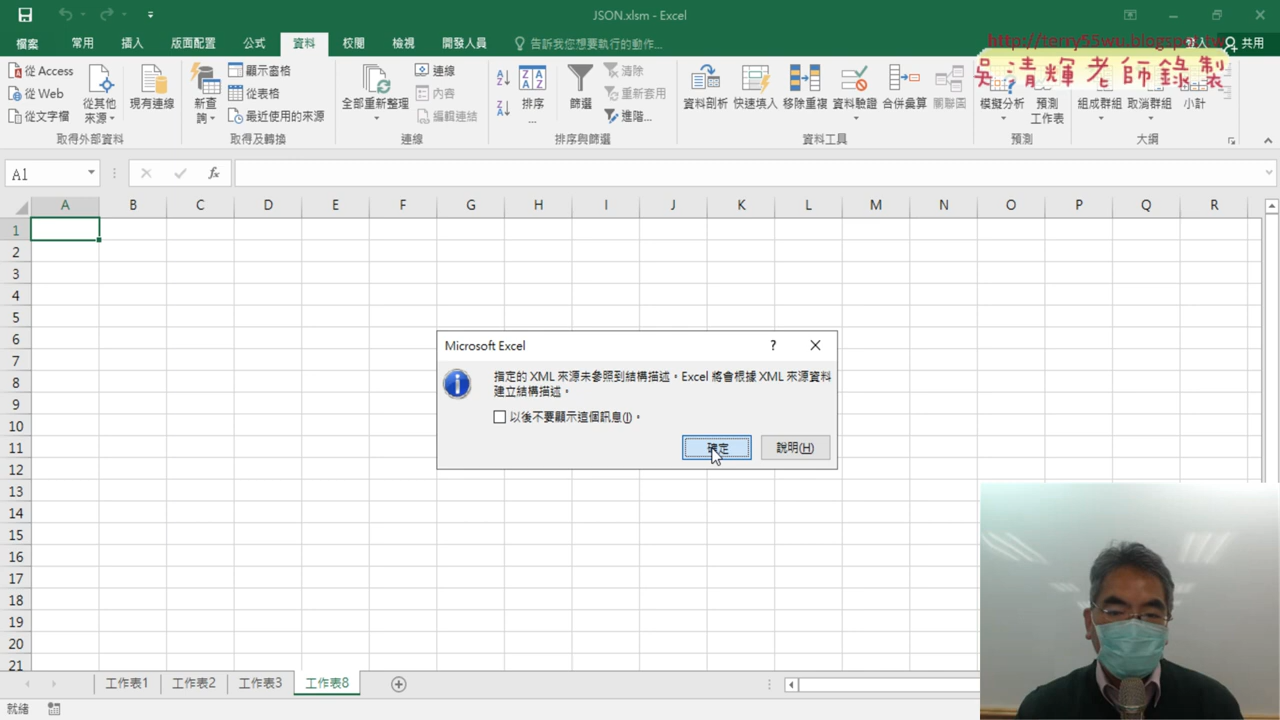 JSON.xlsm - Excel
檔案 常用 插入 版面配置 公式 資料 校閱 檢視 開發人員 告訴我您想要執行的動作... 共用
http://terry55wu.blogspot.tw
吳清輝老師錄製
從 Access
從 Web
從文字檔
從其他來源
現有連線
取得外部資料
新查詢
顯示查詢
從表格
最近使用的來源
取得及轉換
全部重新整理
連線
內容
編輯連結
連線
排序...
篩選
清除
重新套用
進階...
排序與篩選
資料剖析 快速填入 移除重複 資料驗證 合併彙算 關聯圖
資料工具
模擬分析 預測工作表
預測
組成群組 取消群組 小計
大綱
A1 fx
A B C D E F G H I J K L M N O P Q R
1
2
3
4
5
6
7
8
9
10
11
12
13
14
15
16
17
18
19
20
21
Microsoft Excel ?
指定的 XML 來源未參照到結構描述。Excel 將會根據 XML 來源資料
建立結構描述。
以後不要顯示這個訊息(I)。
確定 說明(H)
工作表1 工作表2 工作表3 工作表8
就緒